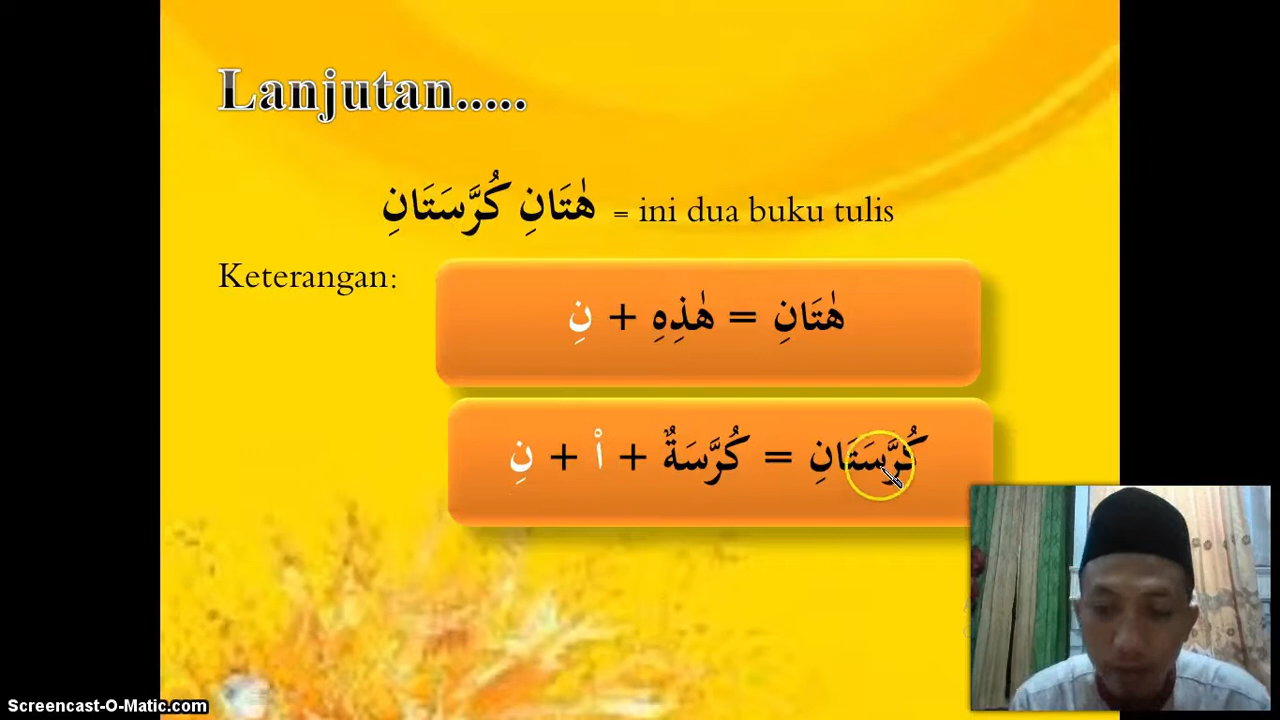 Lanjutan.....
هٰتَانِ كُرَّسَتَانِ = ini dua buku tulis
Keterangan:
هٰتَانِ = هٰذِهِ + نِ
كُرَّسَتَانِ = كُرَّسَةٌ + اْ + نِ
Screencast-O-Matic.com